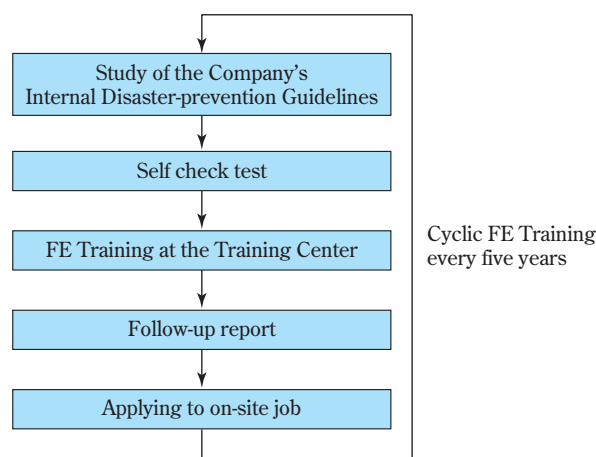 Study of the Company's
Internal Disaster-prevention Guidelines
Self check test
FE Training at the Training Center
Follow-up report
Applying to on-site job
Cyclic FE Training
every five years